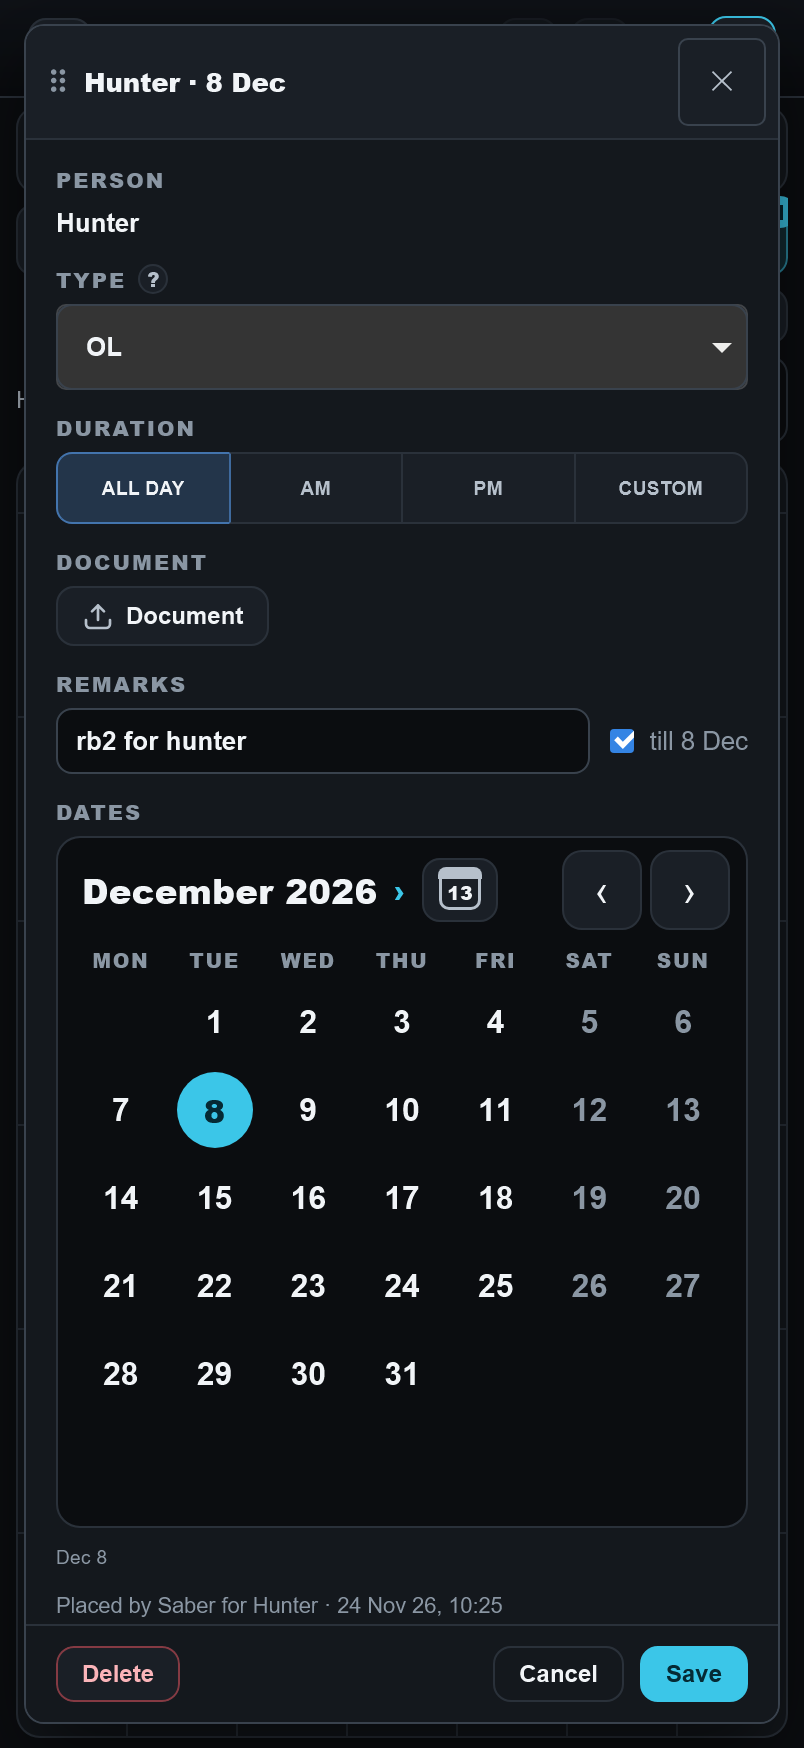 Hunter · 8 Dec
PERSON
Hunter
TYPE ?
OL
DURATION
ALL DAY AM PM CUSTOM
DOCUMENT
Document
REMARKS
rb2 for hunter till 8 Dec
DATES
December 2026 › 13 ‹ ›
MON TUE WED THU FRI SAT SUN
1 2 3 4 5 6
7 8 9 10 11 12 13
14 15 16 17 18 19 20
21 22 23 24 25 26 27
28 29 30 31
Dec 8
Placed by Saber for Hunter · 24 Nov 26, 10:25
Delete Cancel Save